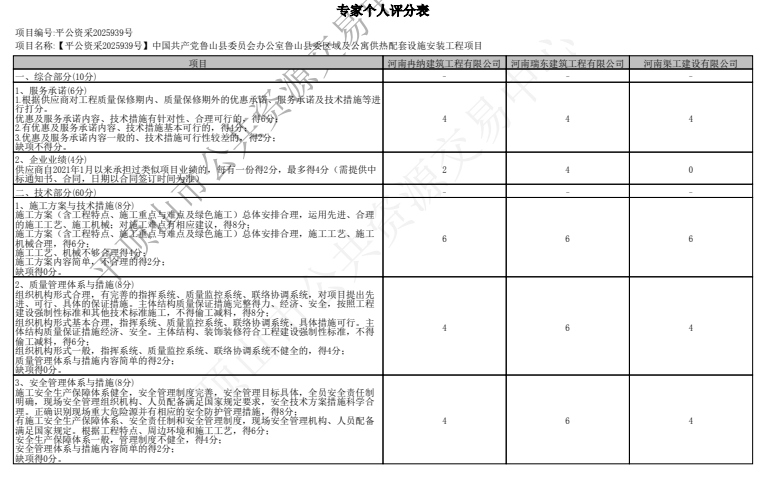 专家个人评分表
项目编号:平公资采2025939号
项目名称:【平公资采2025939号】中国共产党鲁山县委员会办公室鲁山县委区域及公寓供热配套设施安装工程项目
项目 河南冉纳建筑工程有限公司 河南瑞东建筑工程有限公司 河南渠工建设有限公司
一、综合部分(10分) - - -
1、服务承诺(6分)
1.根据供应商对工程质量保修期内、质量保修期外的优惠承诺、服务承诺及技术措施等进
行打分。
优惠及服务承诺内容、技术措施有针对性、合理可行的，得6分；
2.有优惠及服务承诺内容、技术措施基本可行的，得4分；
3.优惠及服务承诺内容一般的、技术措施可行性较差的，得2分；
缺项不得分。
4 4 4
2、企业业绩(4分)
供应商自2021年1月以来承担过类似项目业绩的，每有一份得2分，最多得4分（需提供中
标通知书、合同，日期以合同签订时间为准）
2 4 0
二、技术部分(60分) - - -
1、施工方案与技术措施(8分)
施工方案（含工程特点、施工重点与难点及绿色施工）总体安排合理，运用先进、合理
的施工工艺、施工机械；对施工难点有相应建议，得8分；
施工方案（含工程特点、施工重点与难点及绿色施工）总体安排合理，施工工艺、施工
机械合理，得6分；
施工工艺、机械不够合理得4分；
施工方案内容简单，不合理的得2分；
缺项得0分。
6 6 6
2、质量管理体系与措施(8分)
组织机构形式合理，有完善的指挥系统、质量监控系统、联络协调系统，对项目提出先
进、可行、具体的保证措施。主体结构质量保证措施完整得力、经济、安全，按照工程
建设强制性标准和其他技术标准施工，不得偷工减料，得8分；
组织机构形式基本合理，指挥系统、质量监控系统、联络协调系统，具体措施可行。主
体结构质量保证措施经济、安全。主体结构、装饰装修符合工程建设强制性标准，不得
偷工减料，得6分；
组织机构形式一般，指挥系统、质量监控系统、联络协调系统不健全的，得4分；
质量管理体系与措施内容简单的得2分；
缺项得0分。
4 6 4
3、安全管理体系与措施(8分)
施工安全生产保障体系健全，安全管理制度完善，安全管理目标具体，全员安全责任制
明确，现场安全管理组织机构、人员配备满足国家规定要求，安全技术方案措施科学合
理。正确识别现场重大危险源并有相应的安全防护管理措施，得8分；
有施工安全生产保障体系、安全责任制和安全管理制度，现场安全管理机构、人员配备
满足国家规定。根据工程特点、周边环境和施工工艺，得6分；
安全生产保障体系一般，管理制度不健全，得4分；
安全管理体系与措施内容简单的得2分；
缺项得0分。
4 6 4
平顶山市公共资源交易中心